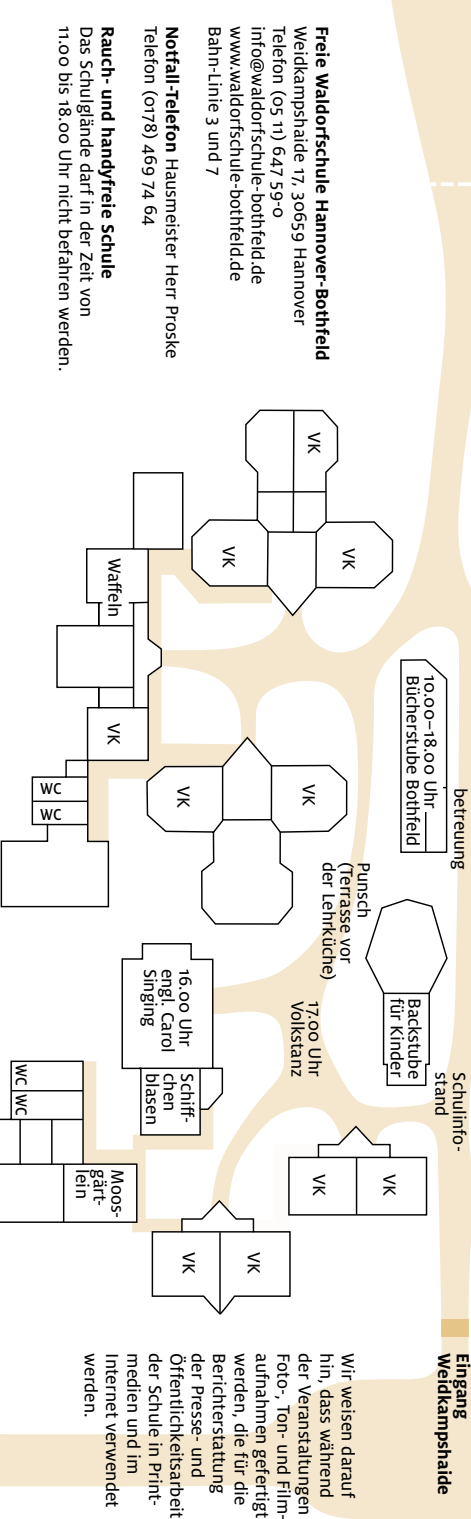 Freie Waldorfschule Hannover-Bothfeld
Weidkampshaide 17, 30659 Hannover
Telefon (05 11) 647 59-0
info@waldorfschule-bothfeld.de
www.waldorfschule-bothfeld.de
Bahn-Linie 3 und 7
Notfall-Telefon Hausmeister Herr Proske
Telefon (0178) 469 74 64
Rauch- und handyfreie Schule
Das Schulglände darf in der Zeit von
11.00 bis 18.00 Uhr nicht befahren werden.
VK
VK
VK
Waffeln
VK
WC
WC
betreuung
10.00–18.00 Uhr
Bücherstube Bothfeld
VK
VK
Punsch
(Terrasse vor
der Lehrküche)
Schulinfo-
stand
Backstube
für Kinder
17.00 Uhr
Volkstanz
16.00 Uhr
engl. Carol
Singing
Schiff-
chen
blasen
WC
WC
Moos-
gärt-
lein
VK
VK
VK
VK
Eingang
Weidkampshaide
Wir weisen darauf
hin, dass während
der Veranstaltungen
Foto-, Ton- und Film-
aufnahmen gefertigt
werden, die für die
Berichterstattung
der Presse- und
Öffentlichkeitsarbeit
der Schule in Print-
medien und im
Internet verwendet
werden.